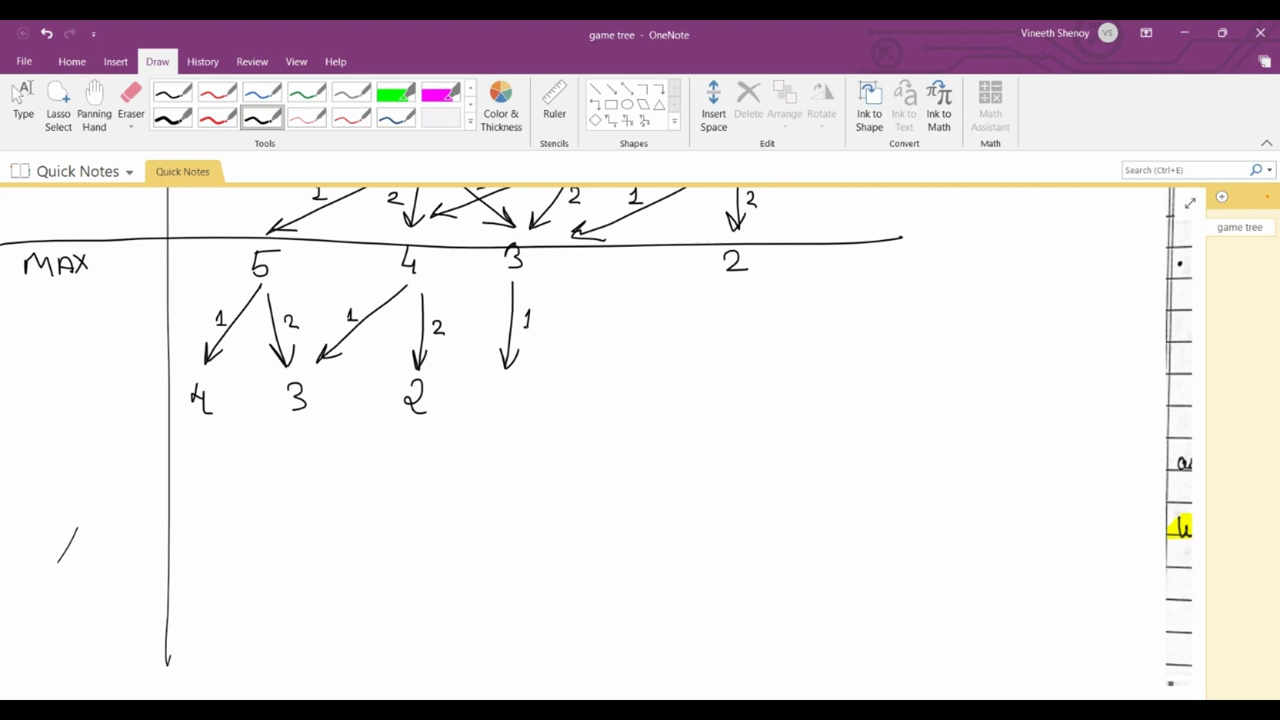 game tree - OneNote
Vineeth Shenoy VS
File Home Insert Draw History Review View Help
Type Lasso Select Panning Hand Eraser Color & Thickness Ruler Insert Space Delete Arrange Rotate Ink to Shape Ink to Text Ink to Math Math Assistant
Tools Stencils Shapes Edit Convert Math
Quick Notes Quick Notes Search (Ctrl+E)
game tree
1 2 2 1 2
MAX 5 4 3 2
1 2 1 2 1
4 3 2